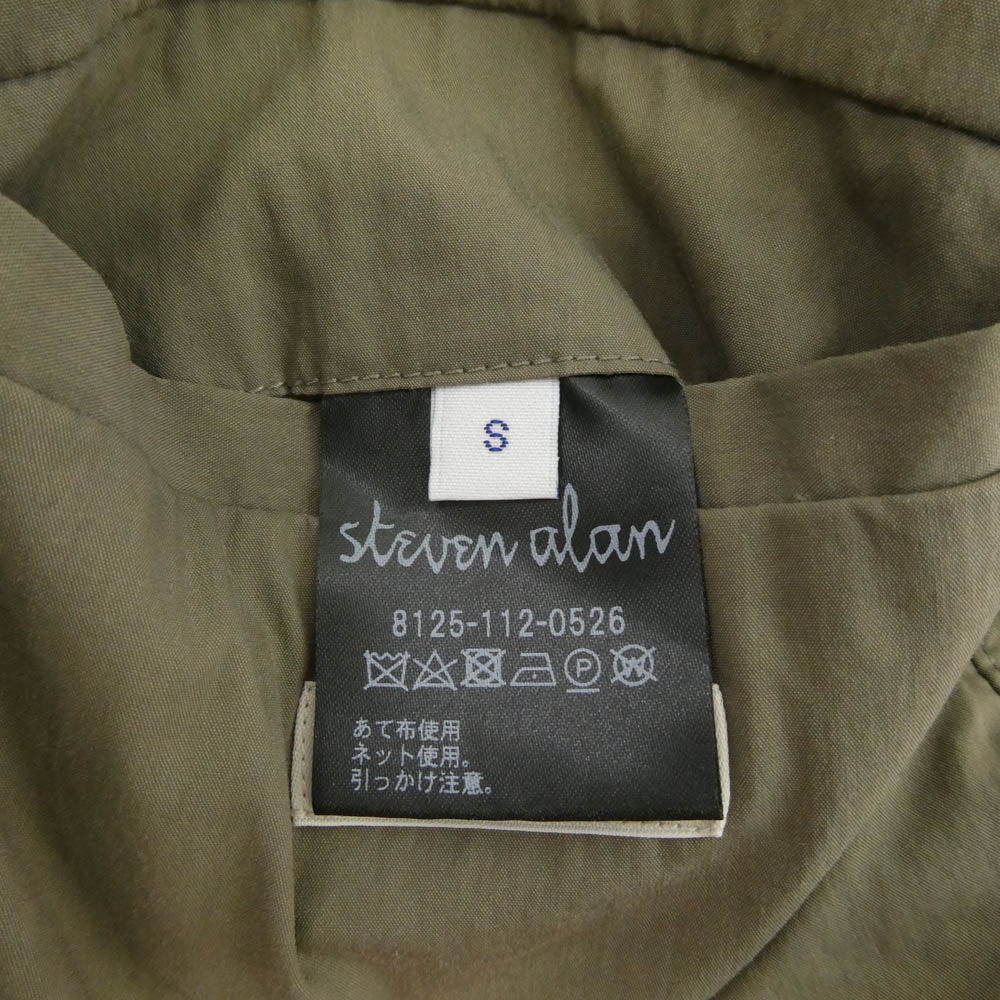 S
steven alan
8125-112-0526
P W
あて布使用
ネット使用。
引っかけ注意。